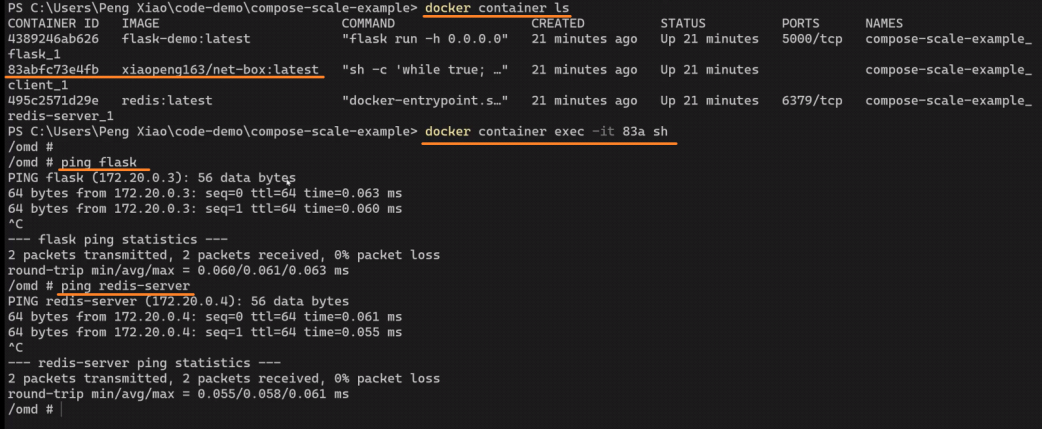 PS C:\Users\Peng Xiao\code-demo\compose-scale-example> docker container ls
CONTAINER ID   IMAGE                         COMMAND                  CREATED          STATUS          PORTS      NAMES
4389246ab626   flask-demo:latest             "flask run -h 0.0.0.0"   21 minutes ago   Up 21 minutes   5000/tcp   compose-scale-example_
flask_1
83abfc73e4fb   xiaopeng163/net-box:latest    "sh -c 'while true; …"   21 minutes ago   Up 21 minutes              compose-scale-example_
client_1
495c2571d29e   redis:latest                  "docker-entrypoint.s…"   21 minutes ago   Up 21 minutes   6379/tcp   compose-scale-example_
redis-server_1
PS C:\Users\Peng Xiao\code-demo\compose-scale-example> docker container exec -it 83a sh
/omd #
/omd # ping flask
PING flask (172.20.0.3): 56 data bytes
64 bytes from 172.20.0.3: seq=0 ttl=64 time=0.063 ms
64 bytes from 172.20.0.3: seq=1 ttl=64 time=0.060 ms
^C
--- flask ping statistics ---
2 packets transmitted, 2 packets received, 0% packet loss
round-trip min/avg/max = 0.060/0.061/0.063 ms
/omd # ping redis-server
PING redis-server (172.20.0.4): 56 data bytes
64 bytes from 172.20.0.4: seq=0 ttl=64 time=0.061 ms
64 bytes from 172.20.0.4: seq=1 ttl=64 time=0.055 ms
^C
--- redis-server ping statistics ---
2 packets transmitted, 2 packets received, 0% packet loss
round-trip min/avg/max = 0.055/0.058/0.061 ms
/omd #